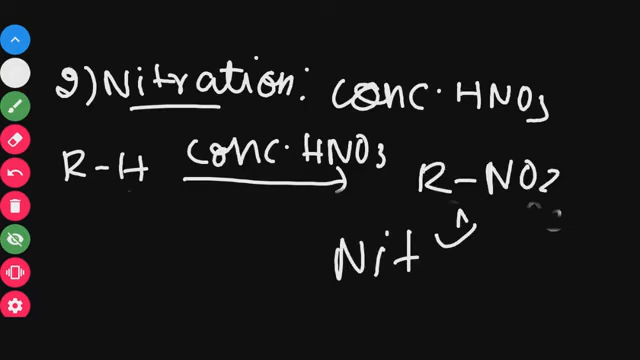 2) Nitration: conc. HNO3
R-H conc. HNO3 → R-NO2
Nit